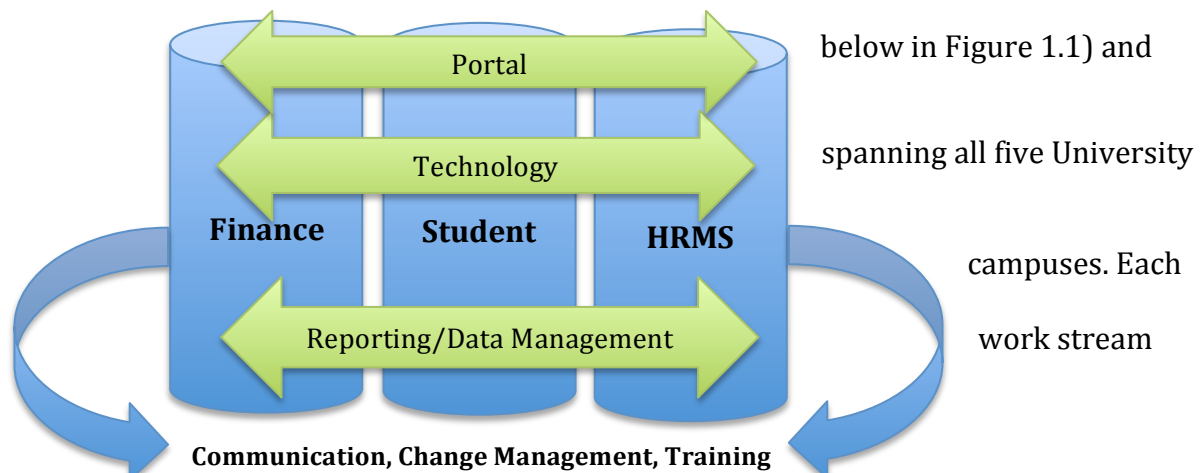 Portal
Technology
Finance Student HRMS
Reporting/Data Management
Communication, Change Management, Training
below in Figure 1.1) and
spanning all five University
campuses. Each
work stream